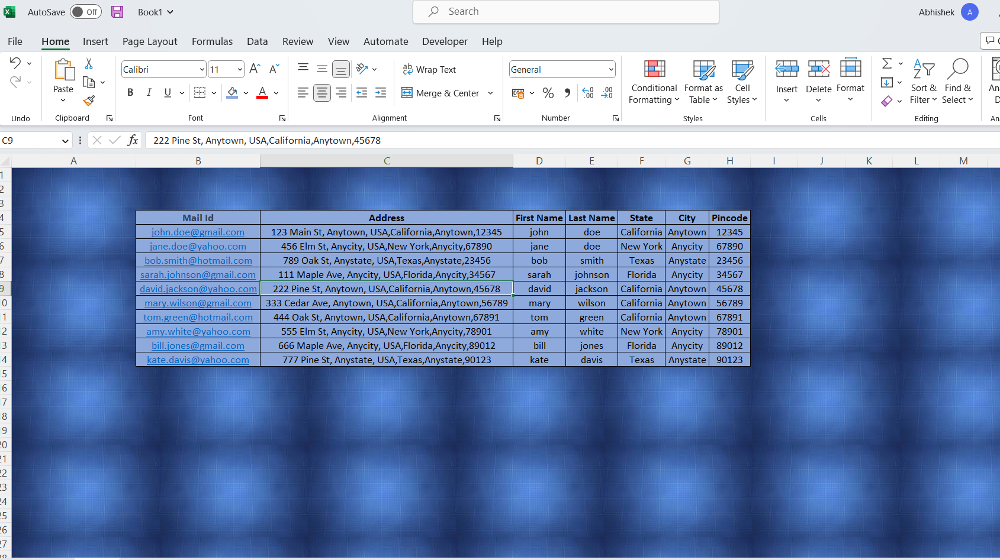 AutoSave Off Book1 Search Abhishek A
File Home Insert Page Layout Formulas Data Review View Automate Developer Help
Calibri 11 A A ab Wrap Text General
Paste B I U A Merge & Center % , Conditional Formatting Format as Table Cell Styles Insert Delete Format Sort & Filter Find & Select
Undo Clipboard Font Alignment Number Styles Cells Editing
C9 fx 222 Pine St, Anytown, USA,California,Anytown,45678
A B C D E F G H I J K L M
1
2
3
4 Mail Id Address First Name Last Name State City Pincode
5 john.doe@gmail.com 123 Main St, Anytown, USA,California,Anytown,12345 john doe California Anytown 12345
6 jane.doe@yahoo.com 456 Elm St, Anycity, USA,New York,Anycity,67890 jane doe New York Anycity 67890
7 bob.smith@hotmail.com 789 Oak St, Anystate, USA,Texas,Anystate,23456 bob smith Texas Anystate 23456
8 sarah.johnson@gmail.com 111 Maple Ave, Anycity, USA,Florida,Anycity,34567 sarah johnson Florida Anycity 34567
9 david.jackson@yahoo.com 222 Pine St, Anytown, USA,California,Anytown,45678 david jackson California Anytown 45678
0 mary.wilson@gmail.com 333 Cedar Ave, Anytown, USA,California,Anytown,56789 mary wilson California Anytown 56789
1 tom.green@hotmail.com 444 Oak St, Anytown, USA,California,Anytown,67891 tom green California Anytown 67891
2 amy.white@yahoo.com 555 Elm St, Anycity, USA,New York,Anycity,78901 amy white New York Anycity 78901
3 bill.jones@gmail.com 666 Maple Ave, Anycity, USA,Florida,Anycity,89012 bill jones Florida Anycity 89012
4 kate.davis@yahoo.com 777 Pine St, Anystate, USA,Texas,Anystate,90123 kate davis Texas Anystate 90123
5
6
7
8
9
20
21
22
23
24
25
26
27